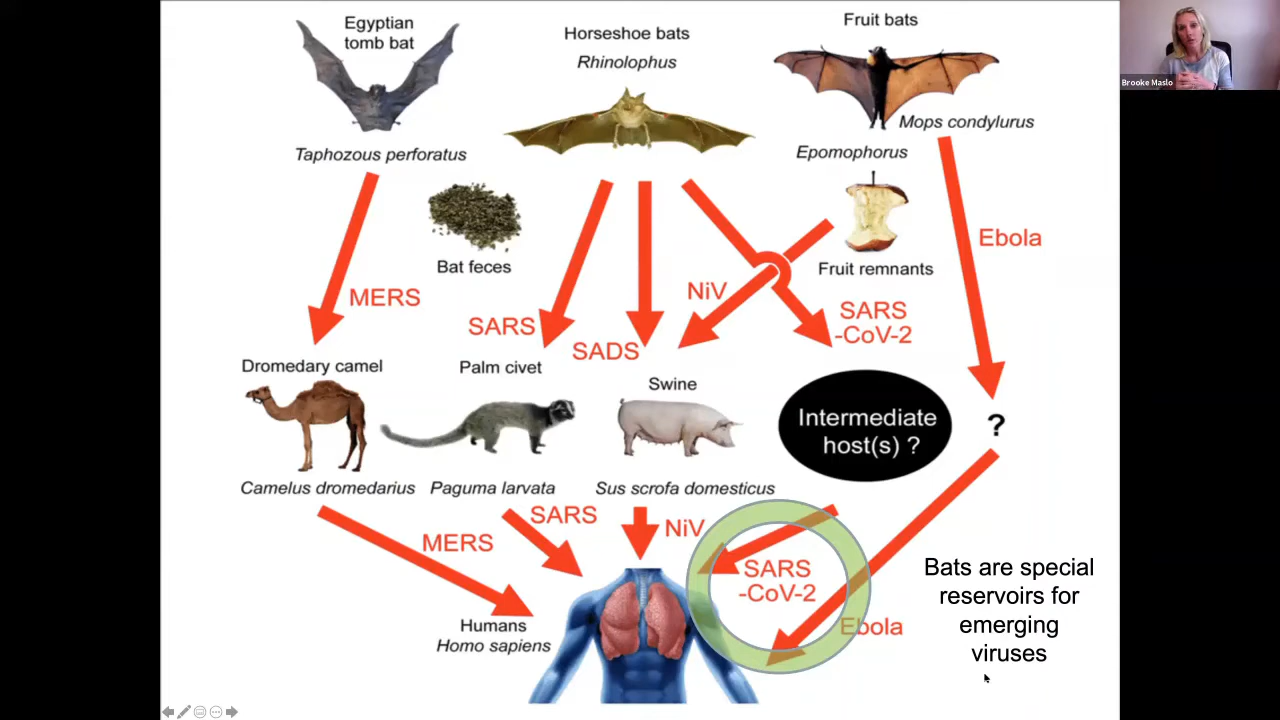 Egyptian
tomb bat
Horseshoe bats
Rhinolophus
Fruit bats
Brooke Maslo
Mops condylurus
Taphozous perforatus
Epomophorus
Bat feces
Fruit remnants
Ebola
MERS
SARS
SADS
NiV
SARS
-CoV-2
Dromedary camel
Palm civet
Swine
Intermediate
host(s) ?
?
Camelus dromedarius
Paguma larvata
Sus scrofa domesticus
MERS
SARS
NiV
SARS
-CoV-2
Ebola
Humans
Homo sapiens
Bats are special
reservoirs for
emerging
viruses